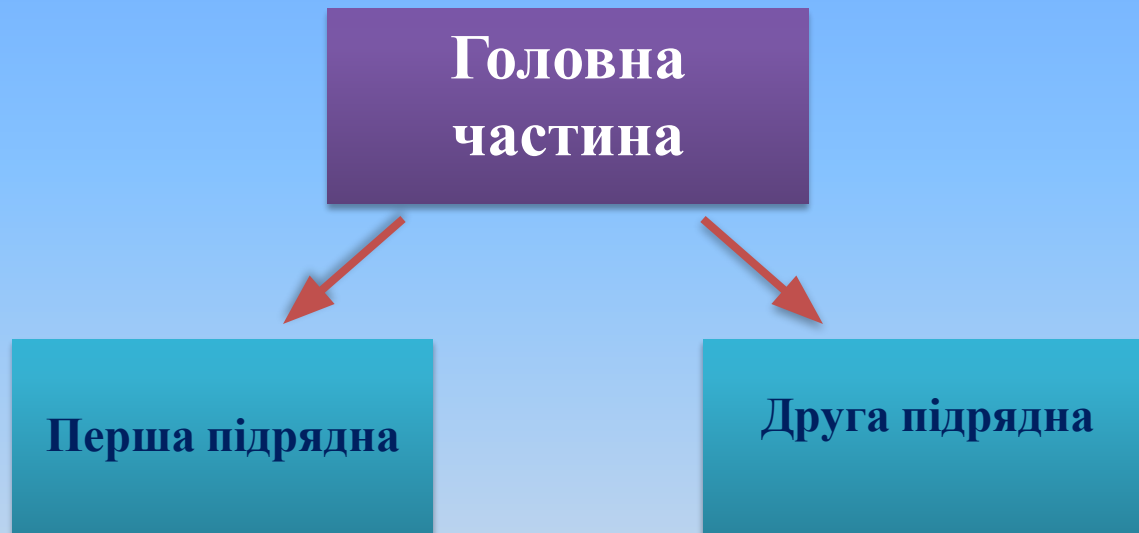 Головна
частина
Перша підрядна
Друга підрядна